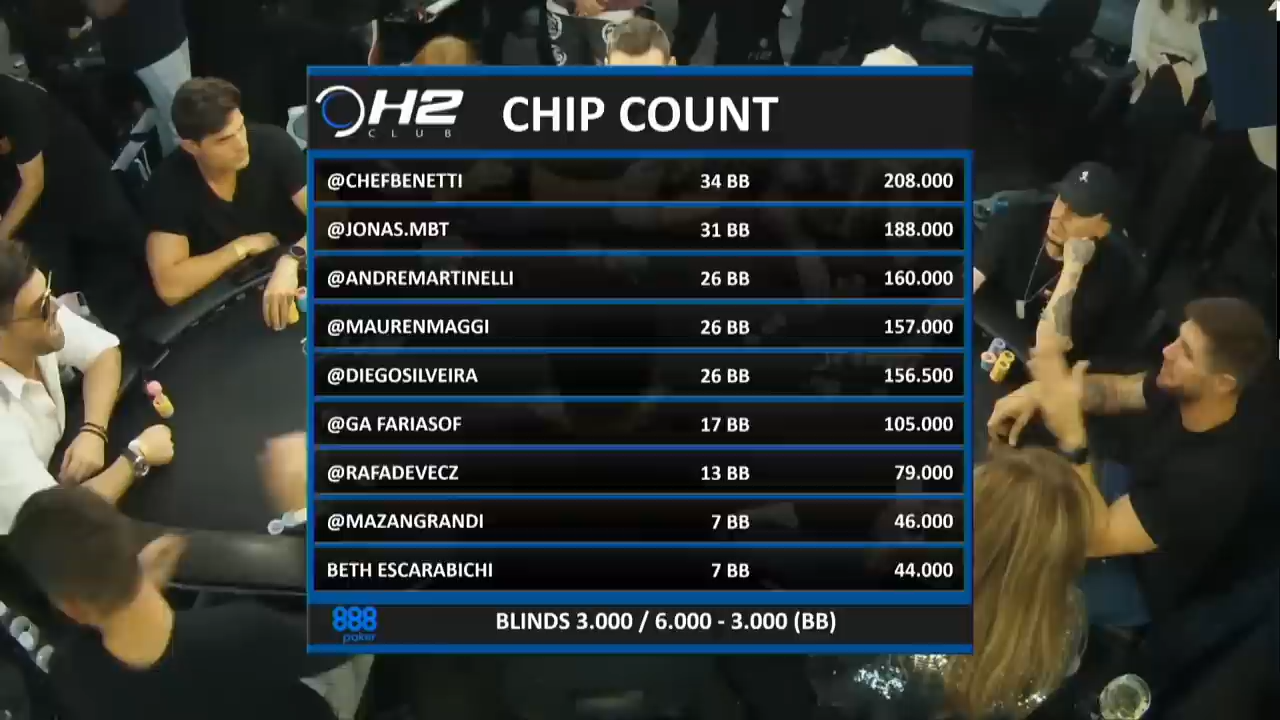 H2 CLUB CHIP COUNT
@CHEFBENETTI 34 BB 208.000
@JONAS.MBT 31 BB 188.000
@ANDREMARTINELLI 26 BB 160.000
@MAURENMAGGI 26 BB 157.000
@DIEGOSILVEIRA 26 BB 156.500
@GA FARIASOF 17 BB 105.000
@RAFADEVECZ 13 BB 79.000
@MAZANGRANDI 7 BB 46.000
BETH ESCARABICHI 7 BB 44.000
888 poker BLINDS 3.000 / 6.000 - 3.000 (BB)